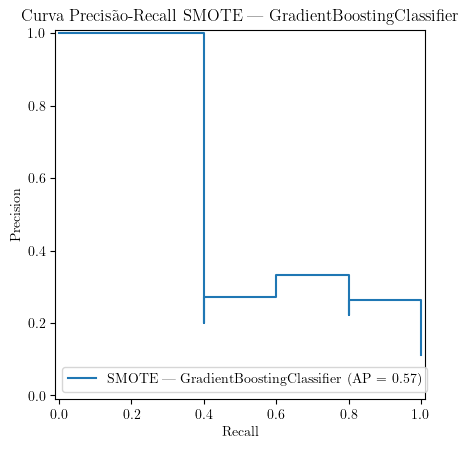 Curva Precisão-Recall SMOTE — GradientBoostingClassifier
1.0
0.8
0.6
0.4
0.2
0.0
Precision
SMOTE — GradientBoostingClassifier (AP = 0.57)
0.0 0.2 0.4 0.6 0.8 1.0
Recall